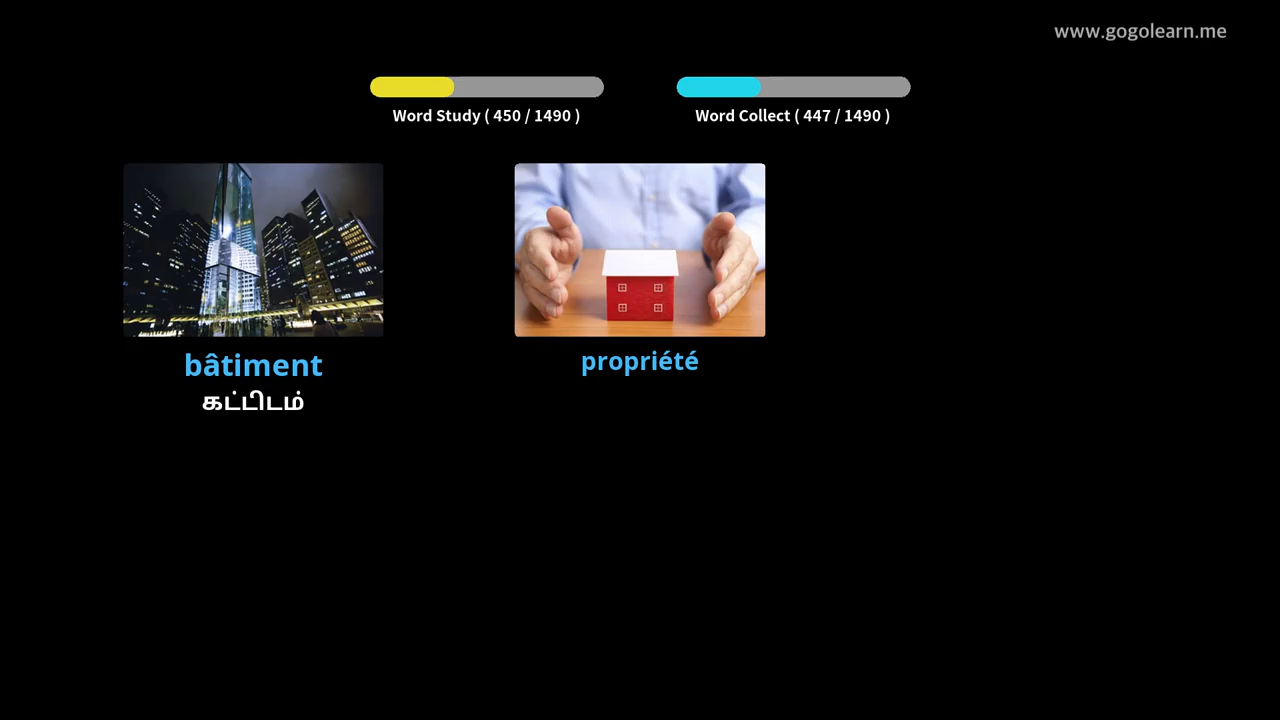 www.gogolearn.me
Word Study ( 450 / 1490 )
Word Collect ( 447 / 1490 )
bâtiment
கட்டிடம்
propriété